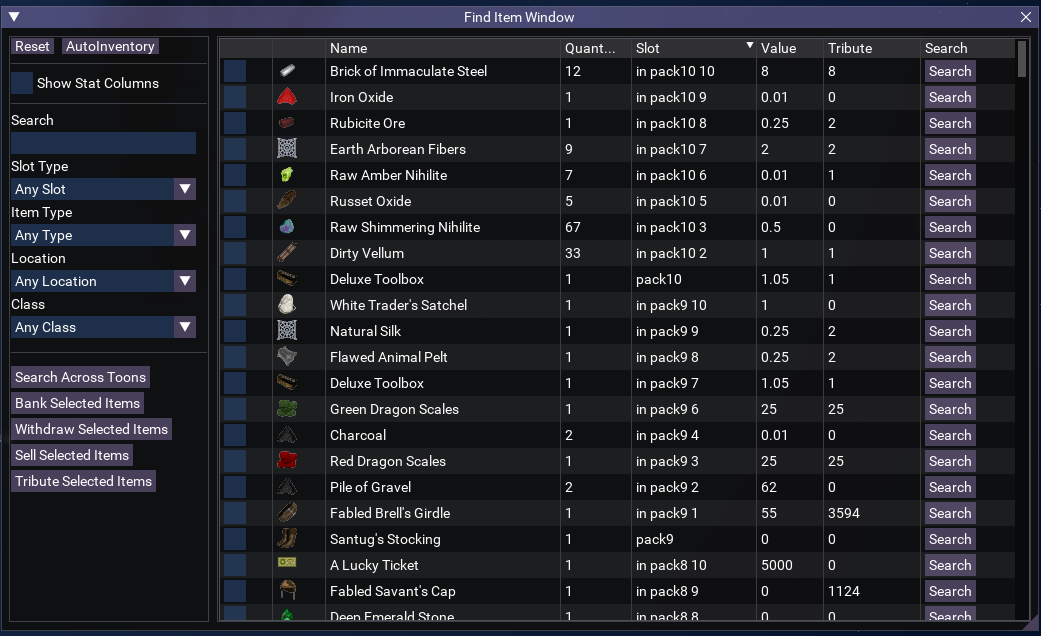 Find Item Window
Reset AutoInventory
Show Stat Columns
Search
Slot Type
Any Slot
Item Type
Any Type
Location
Any Location
Class
Any Class
Search Across Toons
Bank Selected Items
Withdraw Selected Items
Sell Selected Items
Tribute Selected Items
Name Quant... Slot Value Tribute Search
Brick of Immaculate Steel 12 in pack10 10 8 8 Search
Iron Oxide 1 in pack10 9 0.01 0 Search
Rubicite Ore 1 in pack10 8 0.25 2 Search
Earth Arborean Fibers 9 in pack10 7 2 2 Search
Raw Amber Nihilite 7 in pack10 6 0.01 1 Search
Russet Oxide 5 in pack10 5 0.01 0 Search
Raw Shimmering Nihilite 67 in pack10 3 0.5 0 Search
Dirty Vellum 33 in pack10 2 1 1 Search
Deluxe Toolbox 1 pack10 1.05 1 Search
White Trader's Satchel 1 in pack9 10 1 0 Search
Natural Silk 1 in pack9 9 0.25 2 Search
Flawed Animal Pelt 1 in pack9 8 0.25 2 Search
Deluxe Toolbox 1 in pack9 7 1.05 1 Search
Green Dragon Scales 1 in pack9 6 25 25 Search
Charcoal 2 in pack9 4 0.01 0 Search
Red Dragon Scales 1 in pack9 3 25 25 Search
Pile of Gravel 2 in pack9 2 62 0 Search
Fabled Brell's Girdle 1 in pack9 1 55 3594 Search
Santug's Stocking 1 pack9 0 0 Search
A Lucky Ticket 1 in pack8 10 5000 0 Search
Fabled Savant's Cap 1 in pack8 9 0 1124 Search
Deep Emerald Stone 1 in pack8 8 0 0 Search